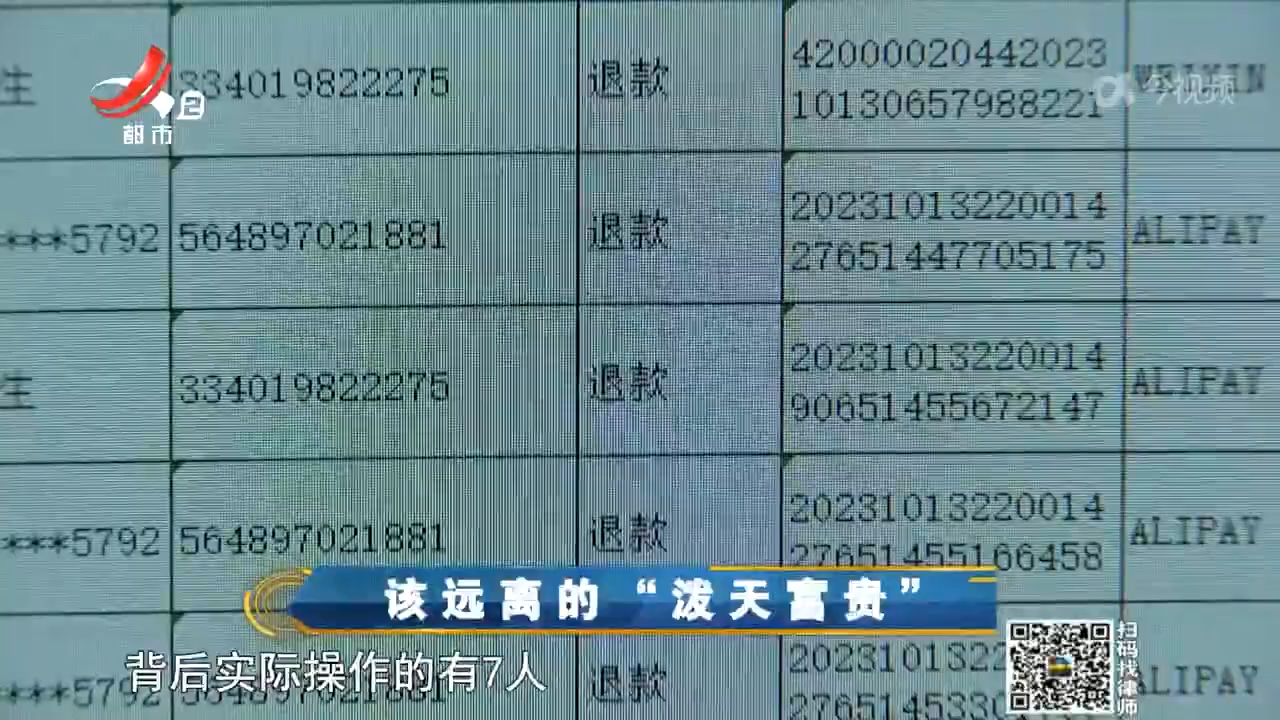 生
334019822275
退款
42000020442023
10130657988221
WEIXIN
都市
2
今视频
***5792
564897021881
退款
20231013220014
27651447705175
ALIPAY
生
334019822275
退款
20231013220014
90651455672147
ALIPAY
***5792
564897021881
退款
20231013220014
27651455166458
ALIPAY
该远离的“泼天富贵”
背后实际操作的有7人
***5792
564897021881
退款
ALIPAY
扫码找律师